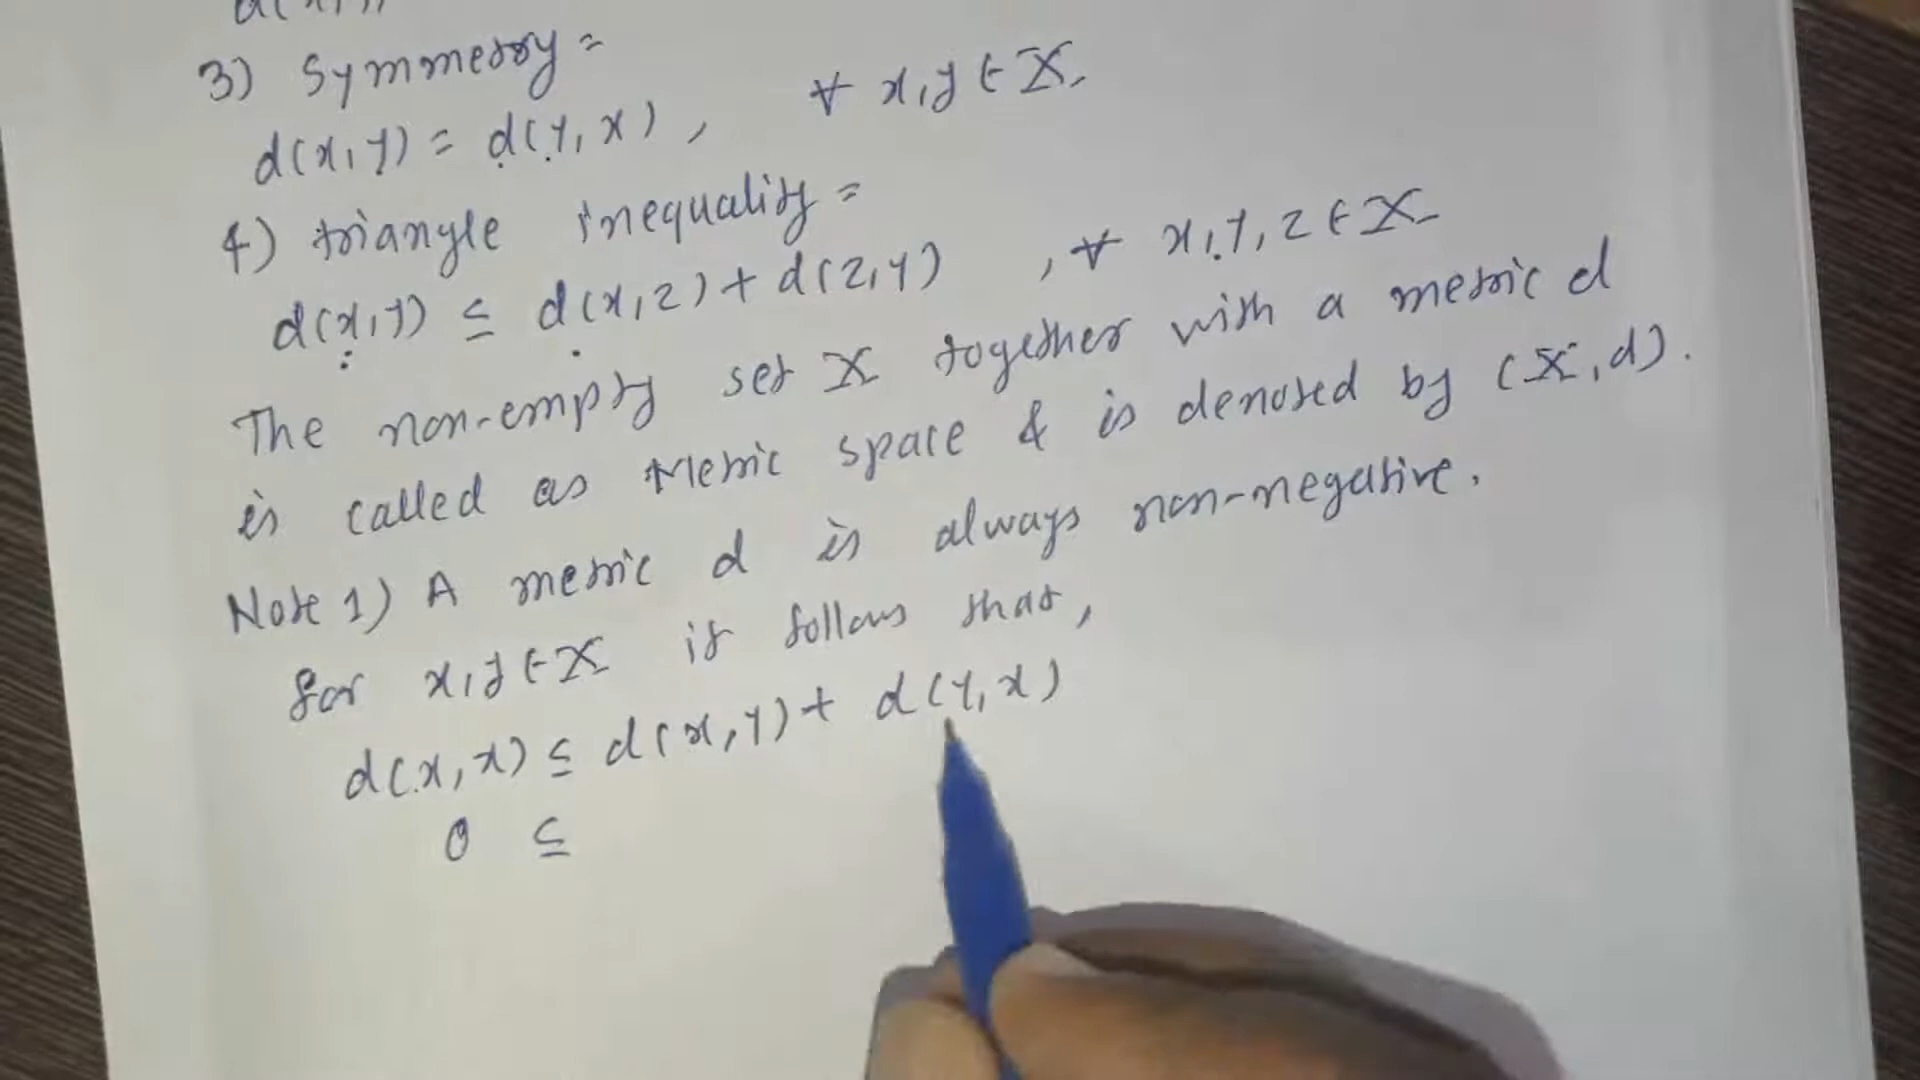 3) Symmetry =
d(x,y) = d(y,x), ∀ x,y ∈ X.
4) triangle inequality =
d(x,y) ≤ d(x,z) + d(z,y) , ∀ x,y,z ∈ X
The non-empty set X together with a metric d
is called as Metric space & is denoted by (X,d).
Note 1) A metric d is always non-negative.
for x,y ∈ X it follows that,
d(x,x) ≤ d(x,y) + d(y,x)
0 ≤